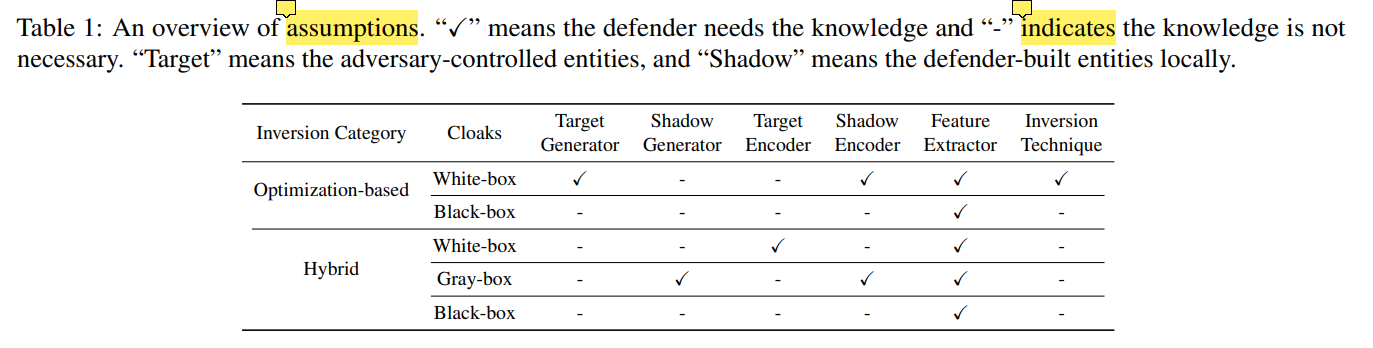 Table 1: An overview of assumptions. “✓” means the defender needs the knowledge and “-” indicates the knowledge is not
necessary. “Target” means the adversary-controlled entities, and “Shadow” means the defender-built entities locally.
Inversion Category Cloaks Target Generator Shadow Generator Target Encoder Shadow Encoder Feature Extractor Inversion Technique
Optimization-based White-box ✓ - - ✓ ✓ ✓
Black-box - - - - ✓ -
Hybrid White-box - - ✓ - ✓ -
Gray-box - ✓ - ✓ ✓ -
Black-box - - - - ✓ -